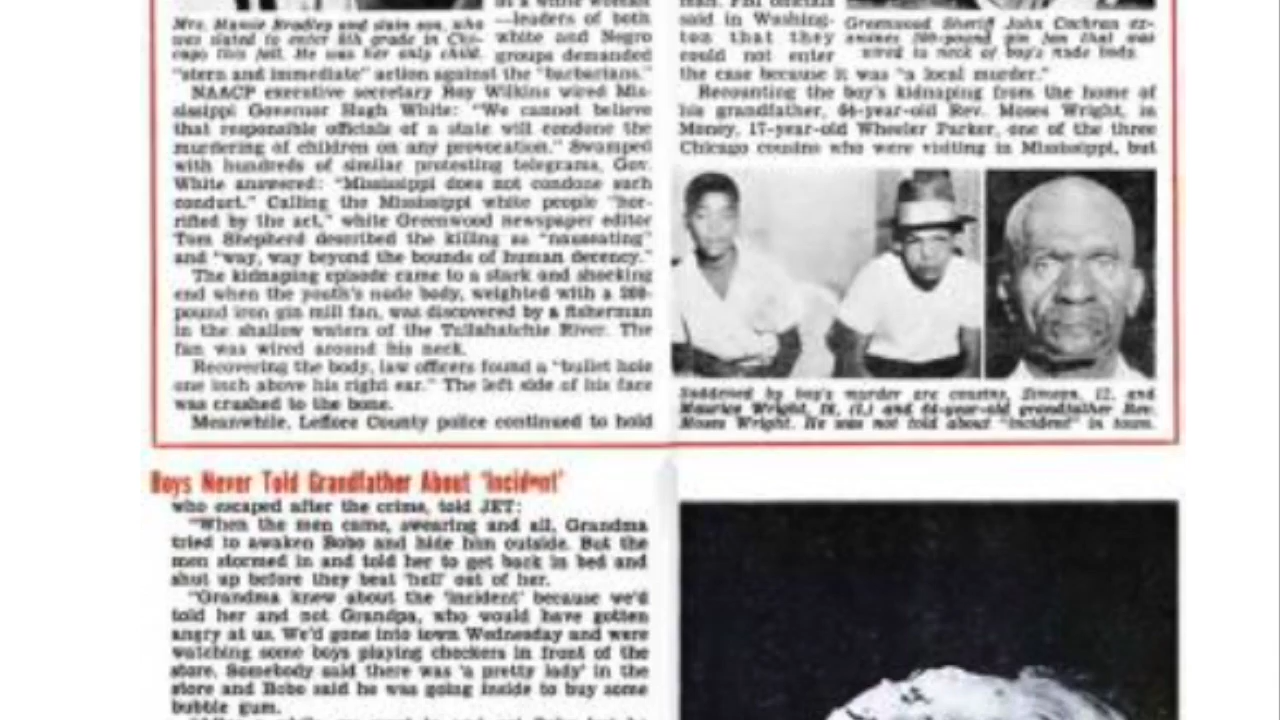 Mrs. Mamie Bradley and slain son, who
was slated to enter 8th grade in Chi-
cago this fall. He was her only child.
of a white woman
—leaders of both
white and Negro
groups demanded
"stern and immediate" action against the "barbarians."
NAACP executive secretary Roy Wilkins wired Mis-
sissippi Governor Hugh White: "We cannot believe
that responsible officials of a state will condone the
murdering of children on any provocation." Swamped
with hundreds of similar protesting telegrams, Gov.
White answered: "Mississippi does not condone such
conduct." Calling the Mississippi white people "hor-
rified by the act," white Greenwood newspaper editor
Tom Shepherd described the killing as "nauseating"
and "way, way beyond the bounds of human decency."
The kidnaping episode came to a stark and shocking
end when the youth's nude body, weighted with a 200-
pound iron gin mill fan, was discovered by a fisherman
in the shallow waters of the Tullahatchie River. The
fan was wired around his neck.
Recovering the body, law officers found a "bullet hole
one inch above his right ear." The left side of his face
was crushed to the bone.
Meanwhile, Leflore County police continued to hold
man. FBI officials
said in Washing-
ton that they
could not enter
Greenwood Sheriff John Cochran ex-
amines 200-pound gin fan that was
wired to neck of boy's nude body.
the case because it was "a local murder."
Recounting the boy's kidnaping from the home of
his grandfather, 64-year-old Rev. Moses Wright, in
Money, 17-year-old Wheeler Parker, one of the three
Chicago cousins who were visiting in Mississippi, but
Saddened by boy's murder are cousins, Simeon, 12, and
Maurice Wright, (l.) and 64-year-old grandfather Rev.
Moses Wright. He was not told about "incident" in town.
Boys Never Told Grandfather About 'Incident'
who escaped after the crime, told JET:
"When the men came, swearing and all, Grandma
tried to awaken Bobo and hide him outside. But the
men stormed in and told her to get back in bed and
shut up before they beat 'hell' out of her.
"Grandma knew about the 'incident' because we'd
told her and not Grandpa, who would have gotten
angry at us. We'd gone into town Wednesday and were
watching some boys playing checkers in front of the
store. Somebody said there was 'a pretty lady' in the
store and Bobo said he was going inside to buy some
bubble gum.